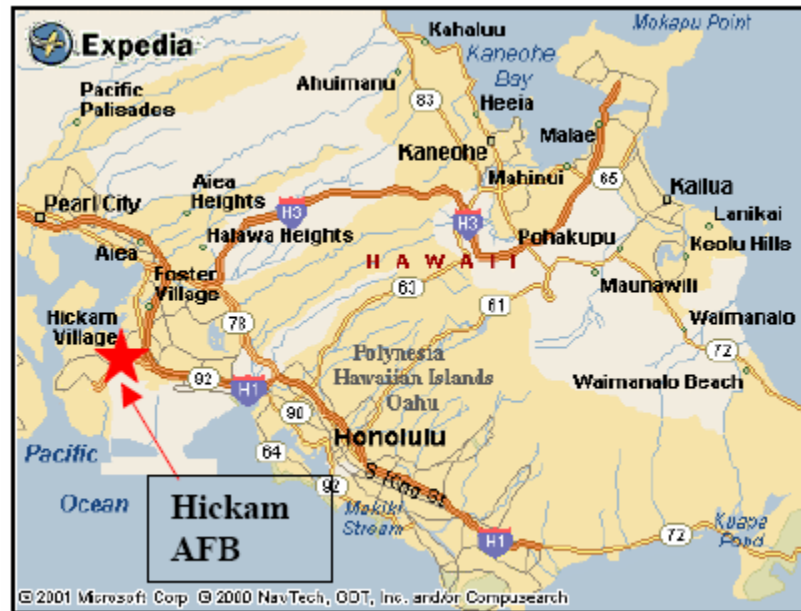 Expedia
Mokapu Point
Kahaluu
Kaneohe
Bay
Ahuimanu
Pacific
Palisades
83
Heeia
Malae
Kaneohe
Mahinui
65
Kailua
Pearl City
Aiea
Heights
H3
H3
Lanikai
Aiea
Halawa Heights
Pohakupu
Keolu Hills
HAWAII
Foster
Village
63
61
Maunawili
Hickam
Village
78
Waimanalo
Polynesia
Hawaiian Islands
Oahu
72
92
H1
Waimanalo Beach
90
Honolulu
Pacific
Ocean
64
S King St
92
Makiki
Stream
H1
72
Kuapa
Pond
Hickam
AFB
© 2001 Microsoft Corp © 2000 NavTech, GDT, Inc. and/or Compusearch